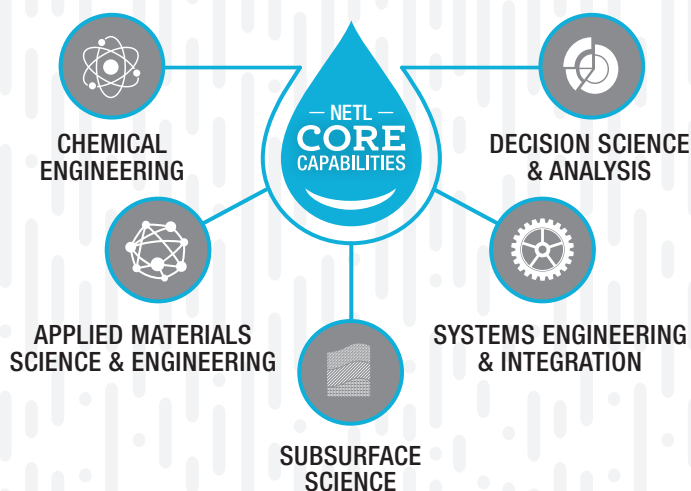 — NETL —
CORE
CAPABILITIES
CHEMICAL
ENGINEERING
DECISION SCIENCE
& ANALYSIS
APPLIED MATERIALS
SCIENCE & ENGINEERING
SYSTEMS ENGINEERING
& INTEGRATION
SUBSURFACE
SCIENCE